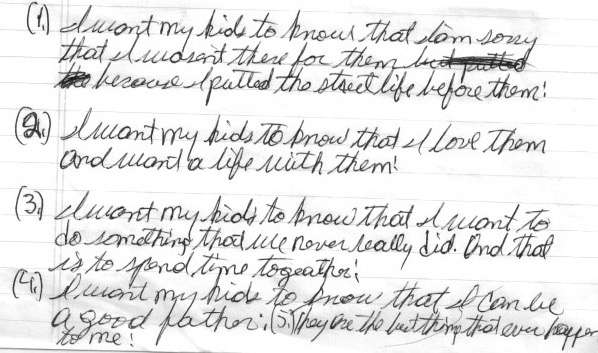 (1.) I want my kids to know that I am sorry
that I wasent there for them but putted
because I putted the street life before them!
(2.) I want my kids to know that I love them
and want a life with them!
(3.) I want my kids to know that I want to
do something that we never really did. And that
is to spend time togeather!
(4.) I want my kids to know that I can be
a good father! (5.) They are the best thing that ever happen
to me!